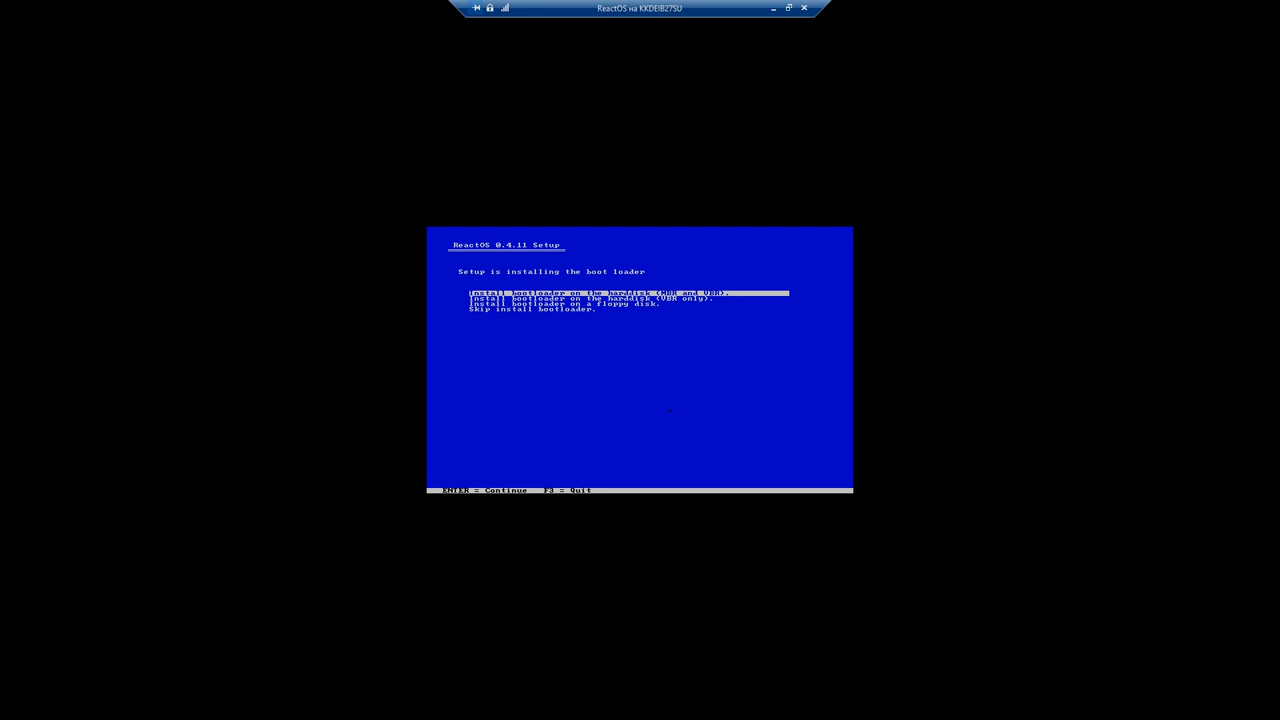 ReactOS на KKDEIB27SU
ReactOS 0.4.11 Setup
Setup is installing the boot loader
Install bootloader on the harddisk (MBR and VBR).
Install bootloader on the harddisk (VBR only).
Install bootloader on a floppy disk.
Skip install bootloader.
ENTER = Continue F3 = Quit